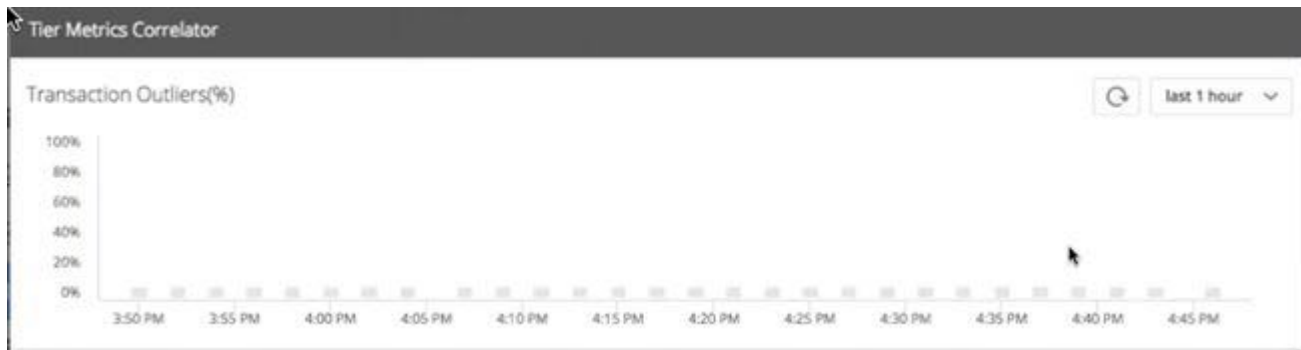 Tier Metrics Correlator
Transaction Outliers(%)
last 1 hour
100%
80%
60%
40%
20%
0%
3:50 PM 3:55 PM 4:00 PM 4:05 PM 4:10 PM 4:15 PM 4:20 PM 4:25 PM 4:30 PM 4:35 PM 4:40 PM 4:45 PM